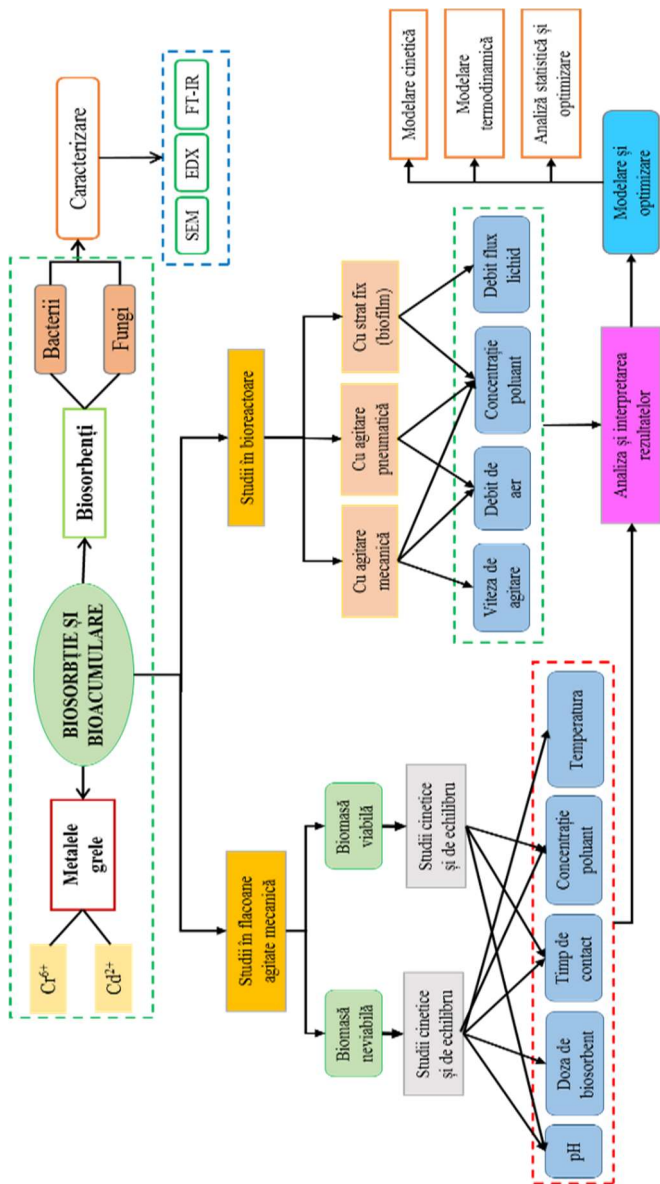 Cr⁶⁺
Cd²⁺
Metalele
grele
BIOSORBȚIE ȘI
BIOACUMULARE
Biosorbenți
Bacterii
Fungi
Caracterizare
SEM
EDX
FT-IR
Studii în flacoane
agitate mecanică
Studii în bioreactoare
Biomasă
neviabilă
Biomasă
viabilă
Studii cinetice
și de echilibru
Studii cinetice
și de echilibru
pH
Doza de
biosorbent
Timp de
contact
Concentrație
poluant
Temperatura
Cu agitare
mecanică
Cu agitare
pneumatică
Cu strat fix
(biofilm)
Viteza de
agitare
Debit de
aer
Concentrație
poluant
Debit flux
lichid
Analiza și interpretarea
rezultatelor
Modelare și
optimizare
Modelare cinetică
Modelare
termodinamică
Analiză statistică și
optimizare